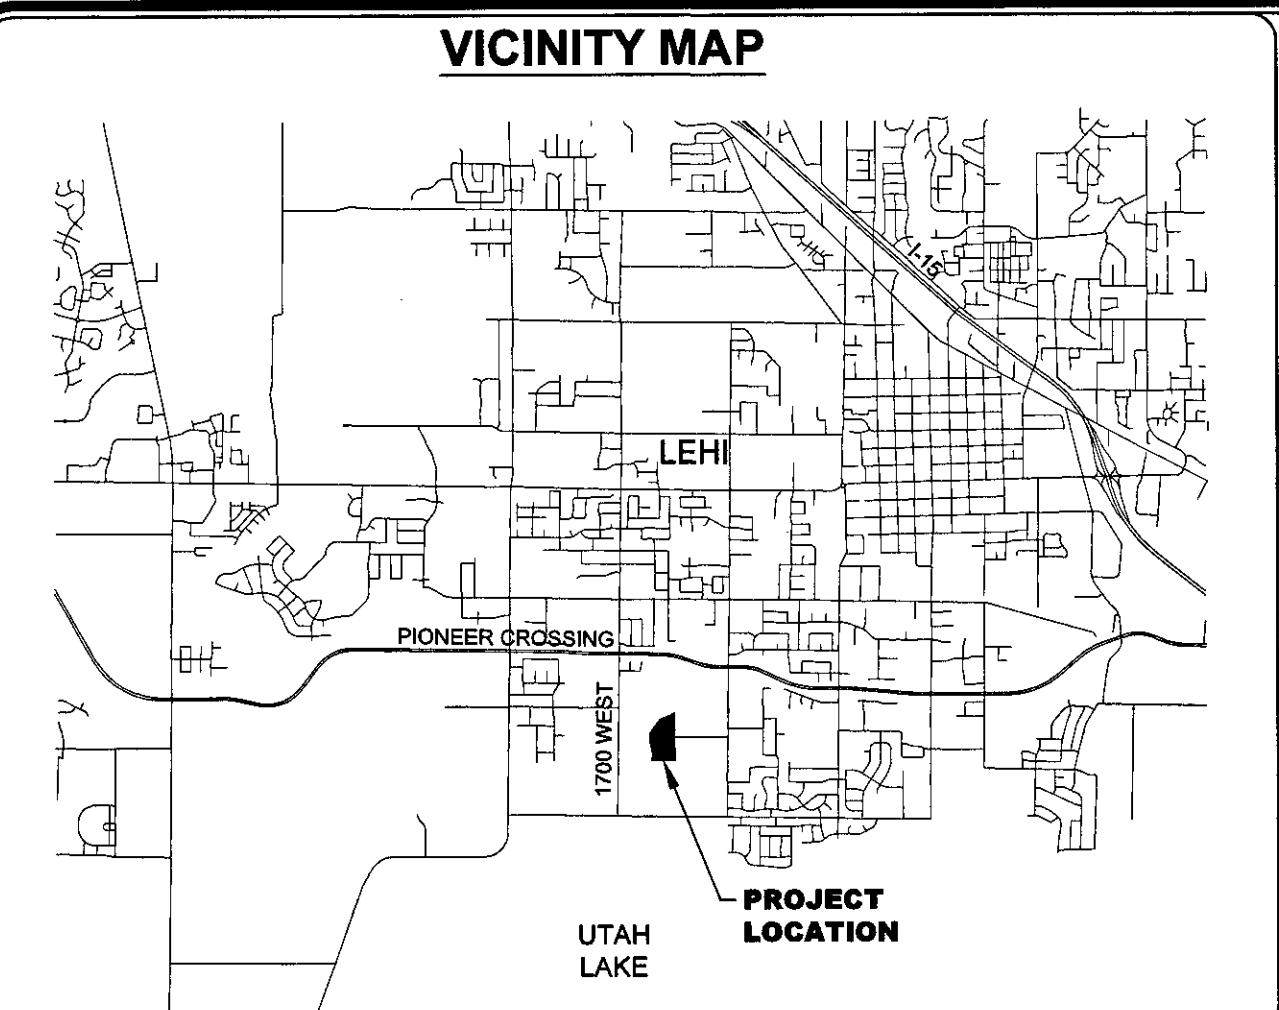 VICINITY MAP
I-15
LEHI
PIONEER CROSSING
1700 WEST
PROJECT
LOCATION
UTAH
LAKE